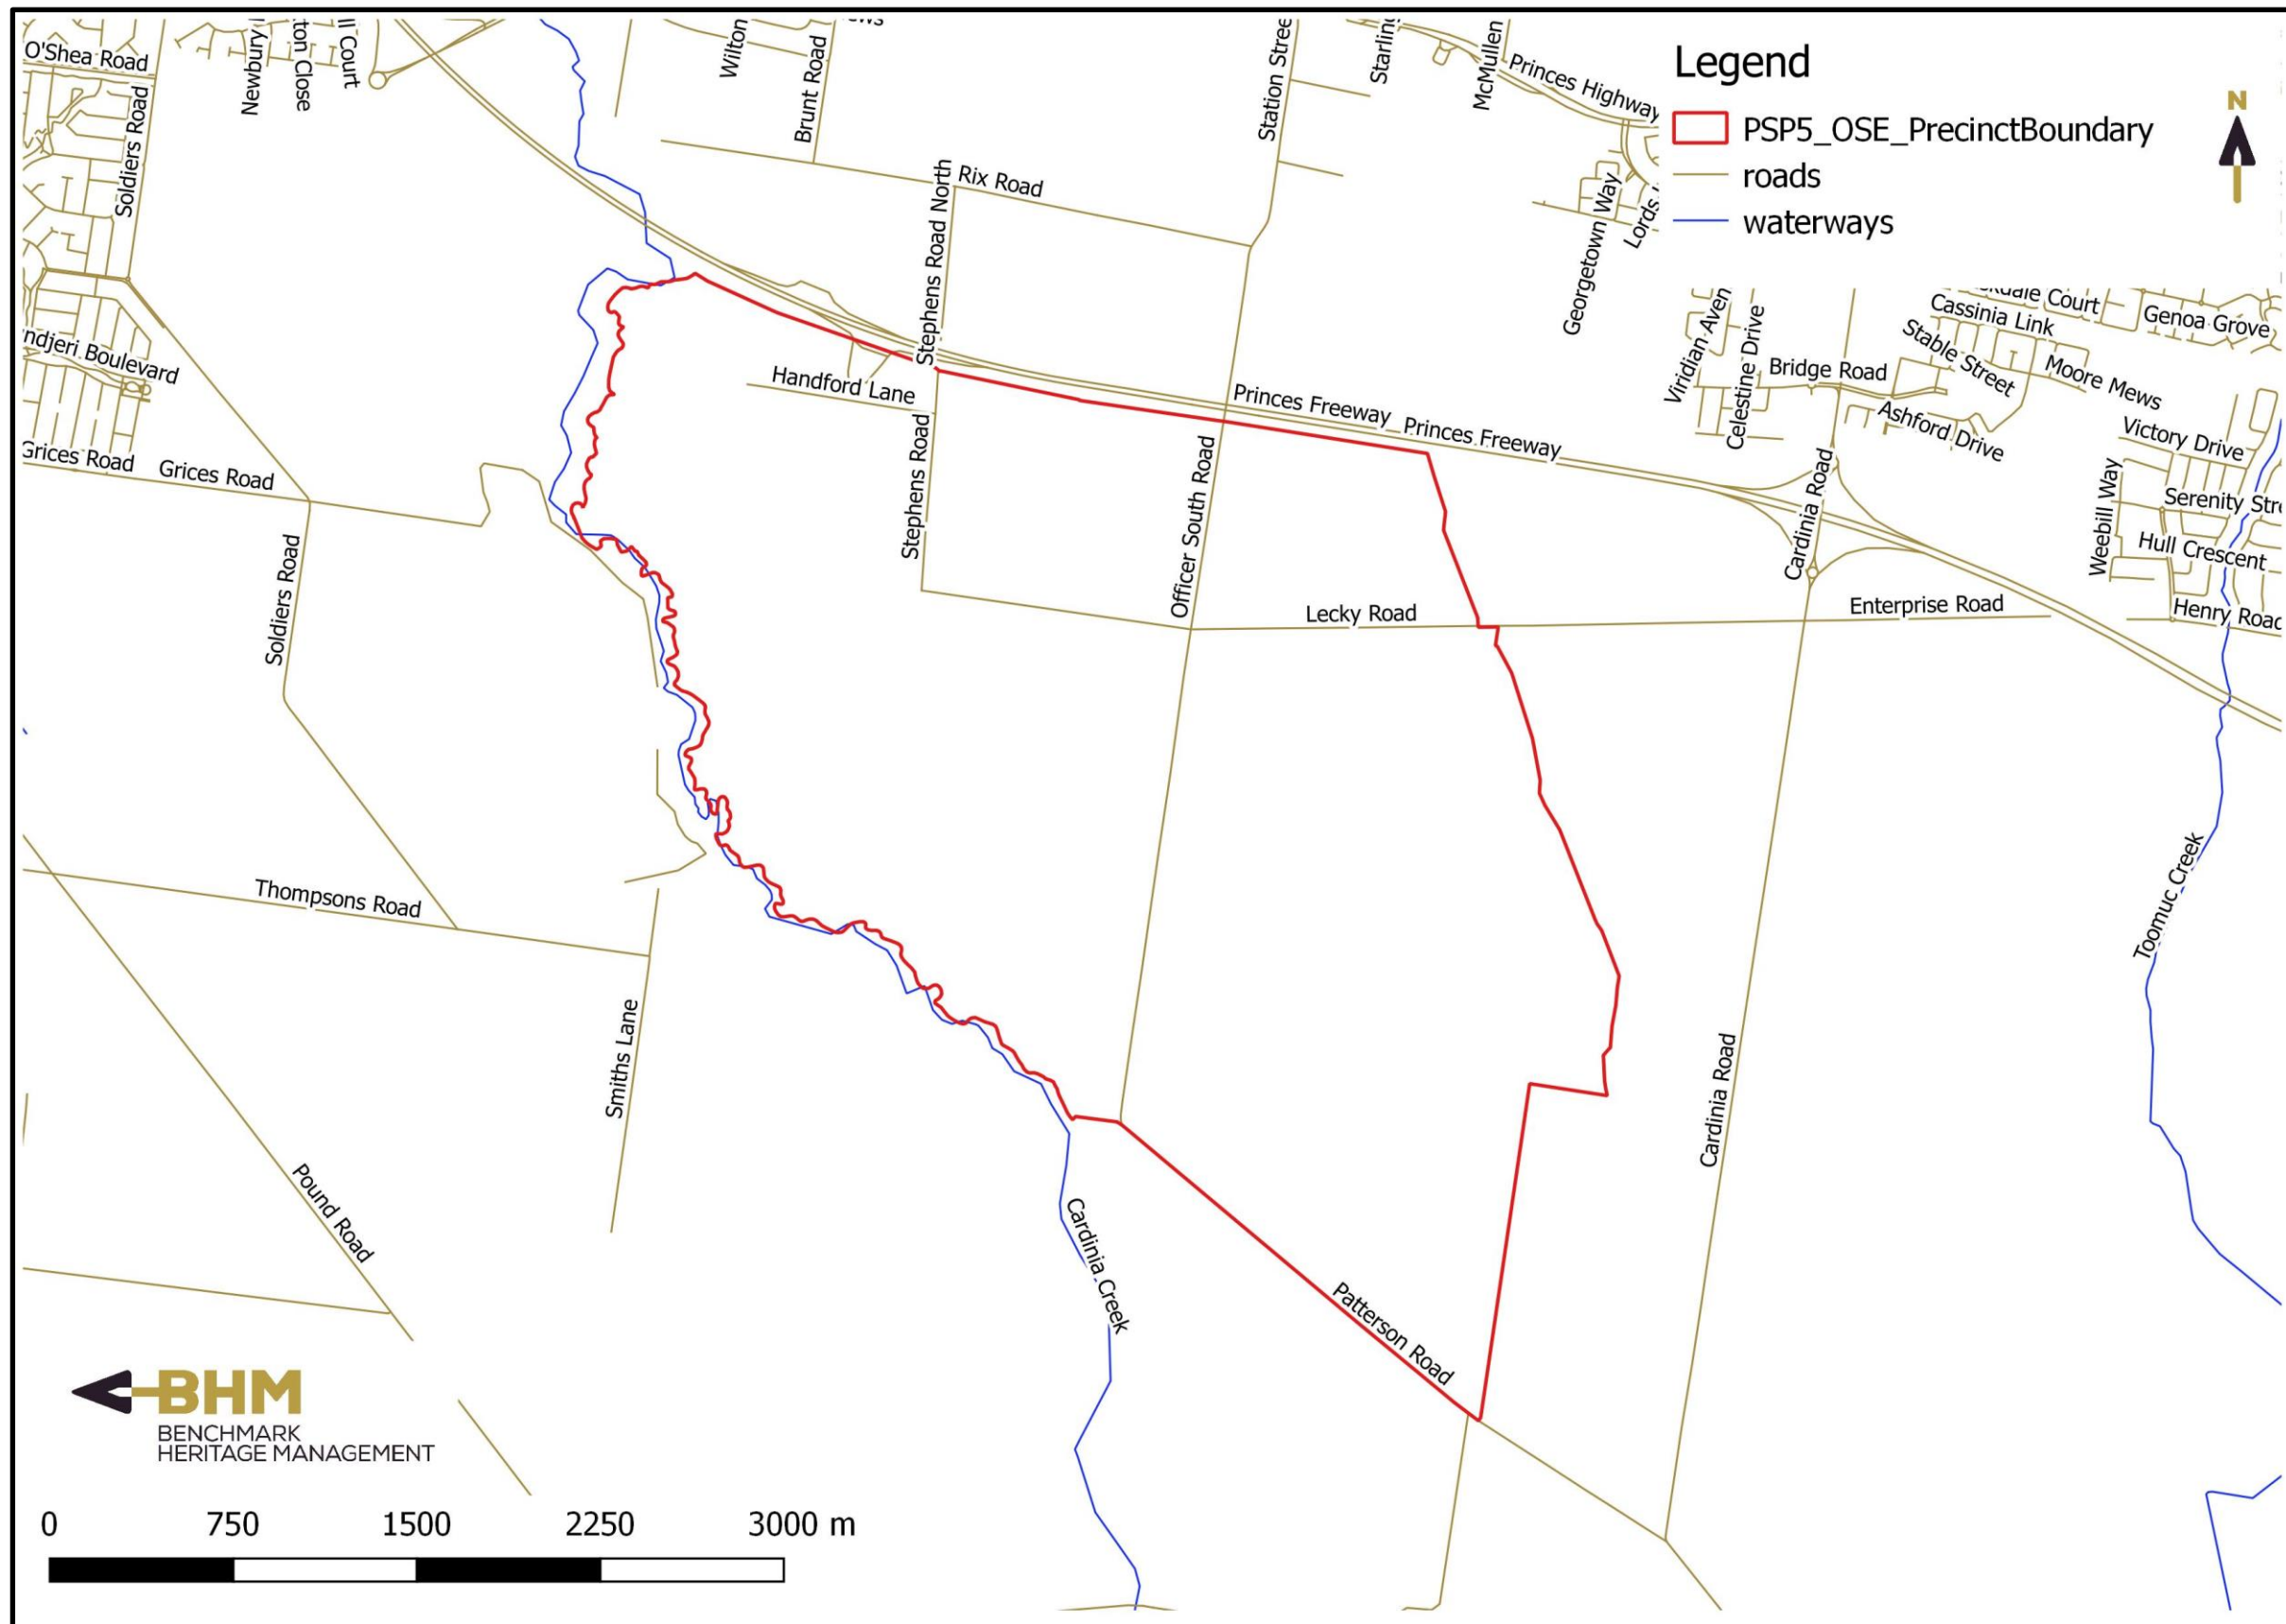 O'Shea Road
Soldiers Road
Newbury
ton Close
ll Court
Wilton
Brunt Road
Station Stree
Starling
McMullen
Princes Highway
Legend
PSP5_OSE_PrecinctBoundary
roads
waterways
N
Rix Road
Stephens Road North
Georgetown Way
Lords
ndjeri Boulevard
Handford Lane
Stephens Road
Princes Freeway
Princes Freeway
Officer South Road
Viridian Aven
Celestine Drive
Bridge Road
Cassinia Link
Court
Genoa Grove
Stable Street
Moore Mews
Ashford Drive
Victory Drive
Weebill Way
Serenity Stre
Hull Crescent
Henry Road
Cardinia Road
Grices Road
Grices Road
Soldiers Road
Lecky Road
Enterprise Road
Toomuc Creek
Thompsons Road
Smiths Lane
Cardinia Road
Pound Road
Cardinia Creek
Patterson Road
BHM
BENCHMARK
HERITAGE MANAGEMENT
0 750 1500 2250 3000 m